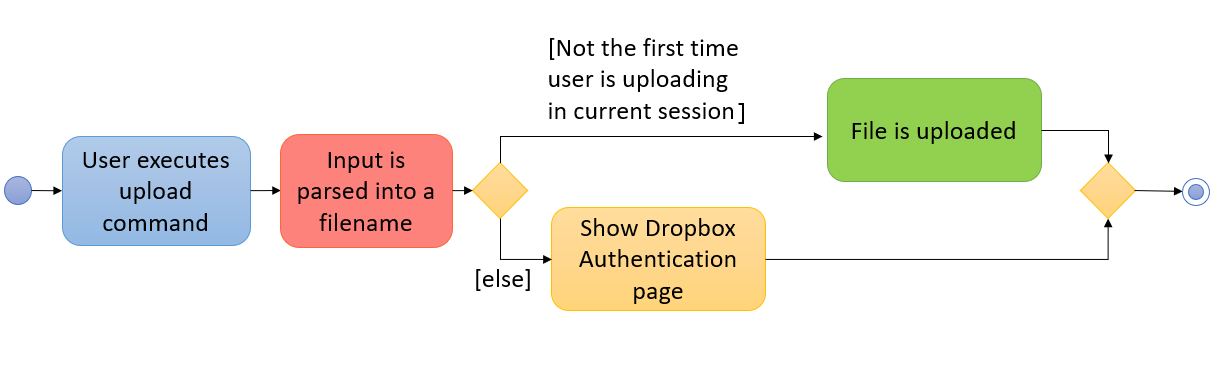 User executes
upload
command
Input is
parsed into a
filename
[Not the first time
user is uploading
in current session]
[else]
Show Dropbox
Authentication
page
File is uploaded